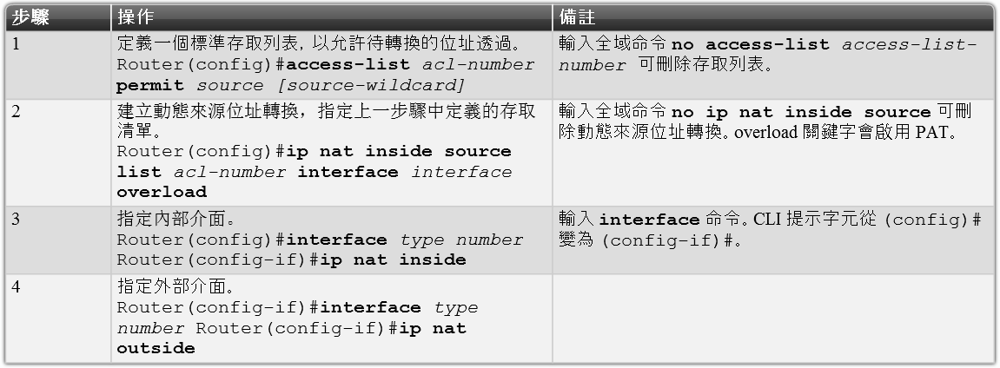 步驟 操作 備註
1 定義一個標準存取列表，以允許待轉換的位址透過。
Router(config)#access-list acl-number
permit source [source-wildcard]
輸入全域命令 no access-list access-list-
number 可刪除存取列表。
2 建立動態來源位址轉換，指定上一步驟中定義的存取
清單。
Router(config)#ip nat inside source
list acl-number interface interface
overload
輸入全域命令 no ip nat inside source 可刪
除動態來源位址轉換。overload 關鍵字會啟用 PAT。
3 指定內部介面。
Router(config)#interface type number
Router(config-if)#ip nat inside
輸入 interface 命令。CLI 提示字元從 (config)#
變為 (config-if)#。
4 指定外部介面。
Router(config-if)#interface type
number Router(config-if)#ip nat
outside